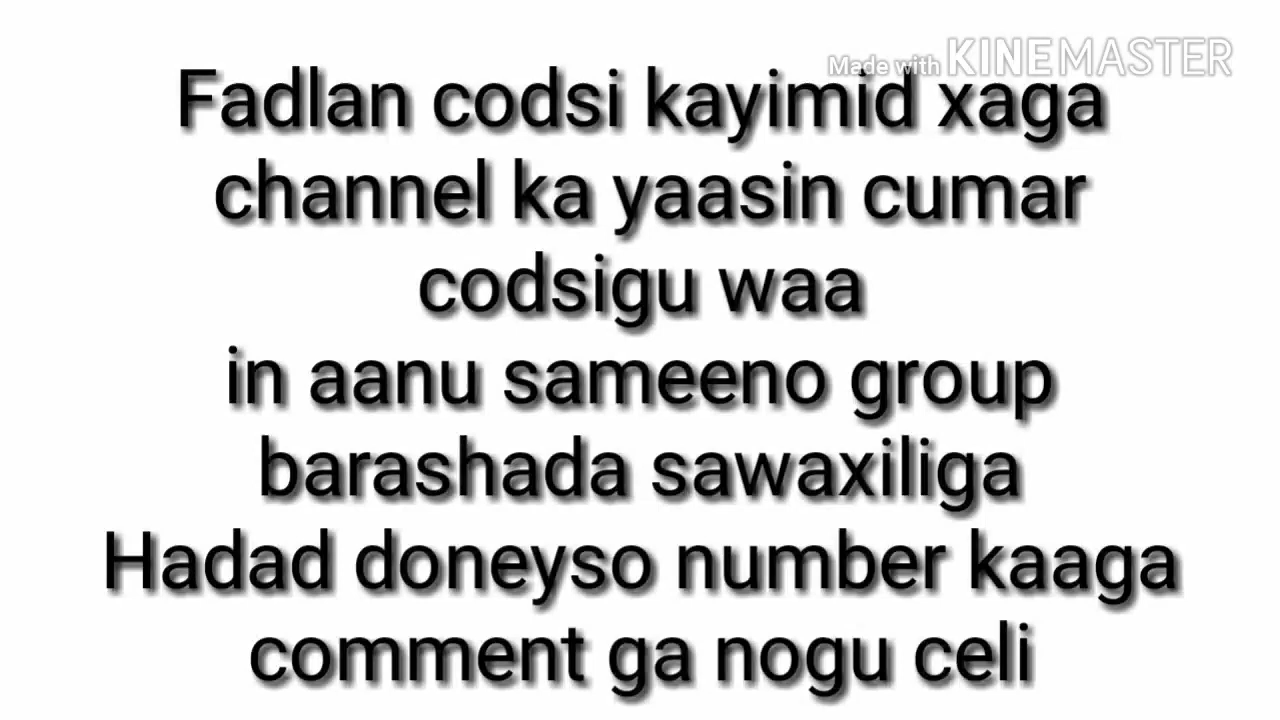 Made with KINEMASTER
Fadlan codsi kayimid xaga
channel ka yaasin cumar
codsigu waa
in aanu sameeno group
barashada sawaxiliga
Hadad doneyso number kaaga
comment ga nogu celi